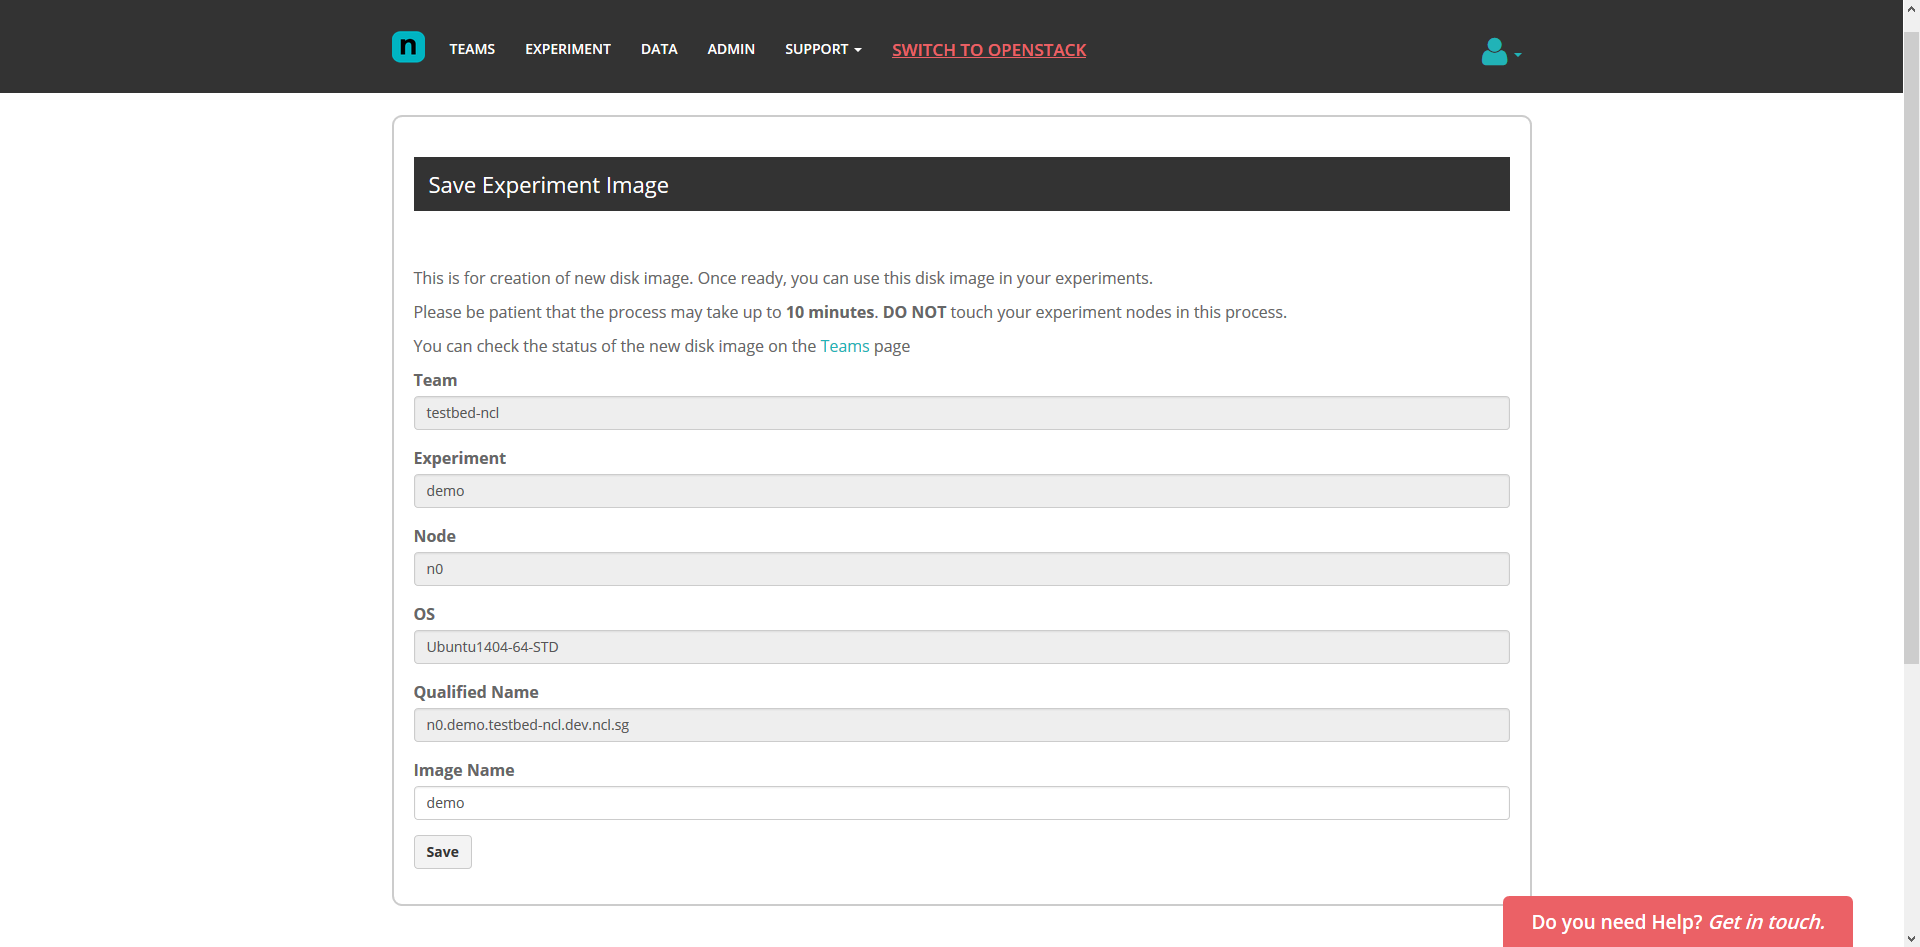 n TEAMS EXPERIMENT DATA ADMIN SUPPORT SWITCH TO OPENSTACK
Save Experiment Image
This is for creation of new disk image. Once ready, you can use this disk image in your experiments.
Please be patient that the process may take up to 10 minutes. DO NOT touch your experiment nodes in this process.
You can check the status of the new disk image on the Teams page
Team
testbed-ncl
Experiment
demo
Node
n0
OS
Ubuntu1404-64-STD
Qualified Name
n0.demo.testbed-ncl.dev.ncl.sg
Image Name
demo
Save
Do you need Help? Get in touch.